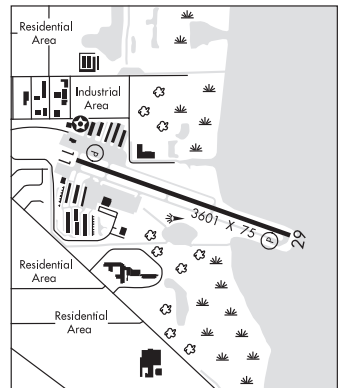 Residential
Area
Industrial
Area
P
3601 X 75
P
29
Residential
Area
Residential
Area